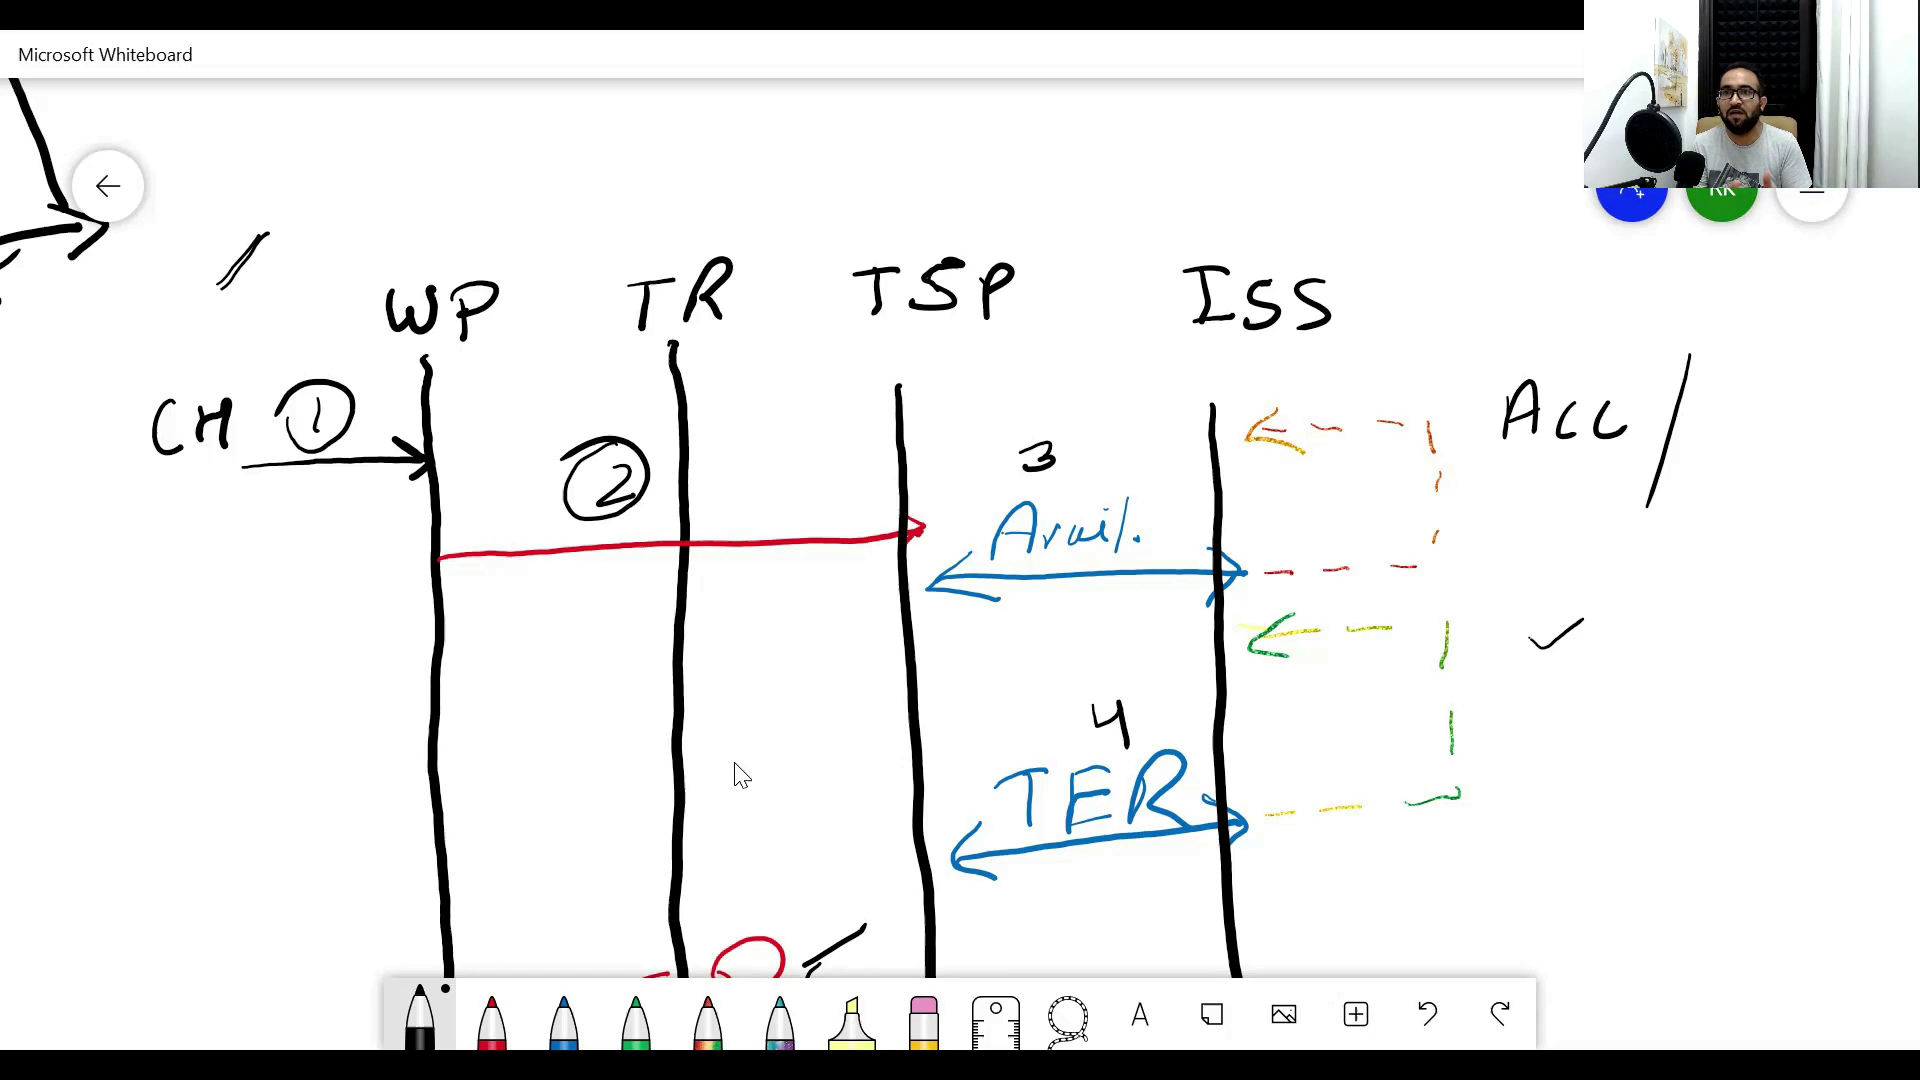 Microsoft Whiteboard
WP TR TSP ISS
CH 1
ACC /
2
3
Avail.
4
TER